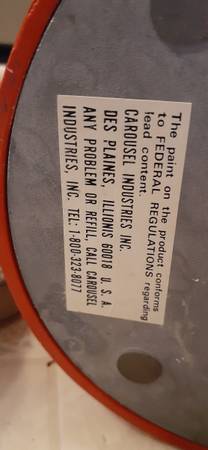 The paint on the product conforms
to FEDERAL REGULATIONS regarding
lead content.
CAROUSEL INDUSTRIES INC.
DES PLAINES, ILLIONIS 60018 U. S. A.
ANY PROBLEM OR REFILL, CALL CAROUSEL
INDUSTRIES, INC. TEL: 1-800-323-8077